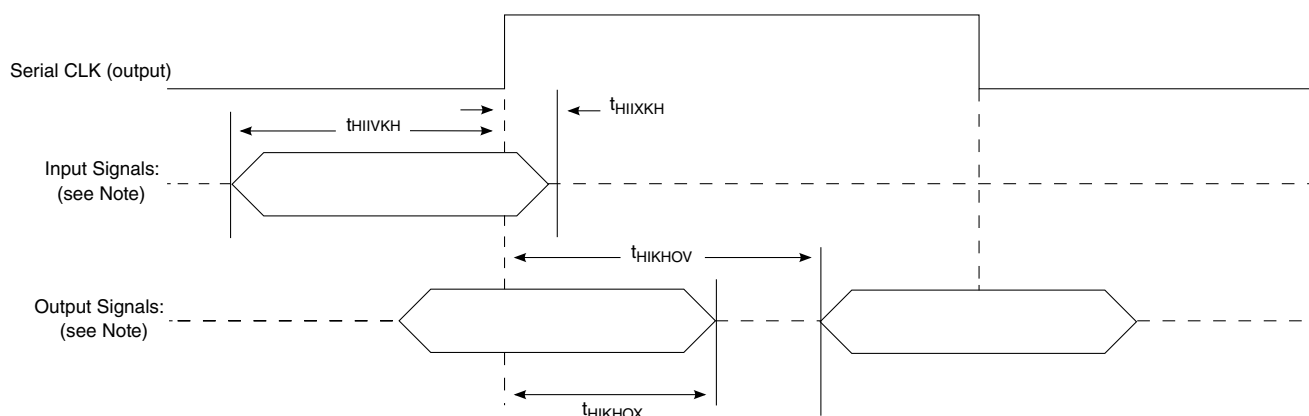 Serial CLK (output)
tHIIXKH
tHIIVKH
Input Signals:
(see Note)
tHIKHOV
Output Signals:
(see Note)
tHIKHOX